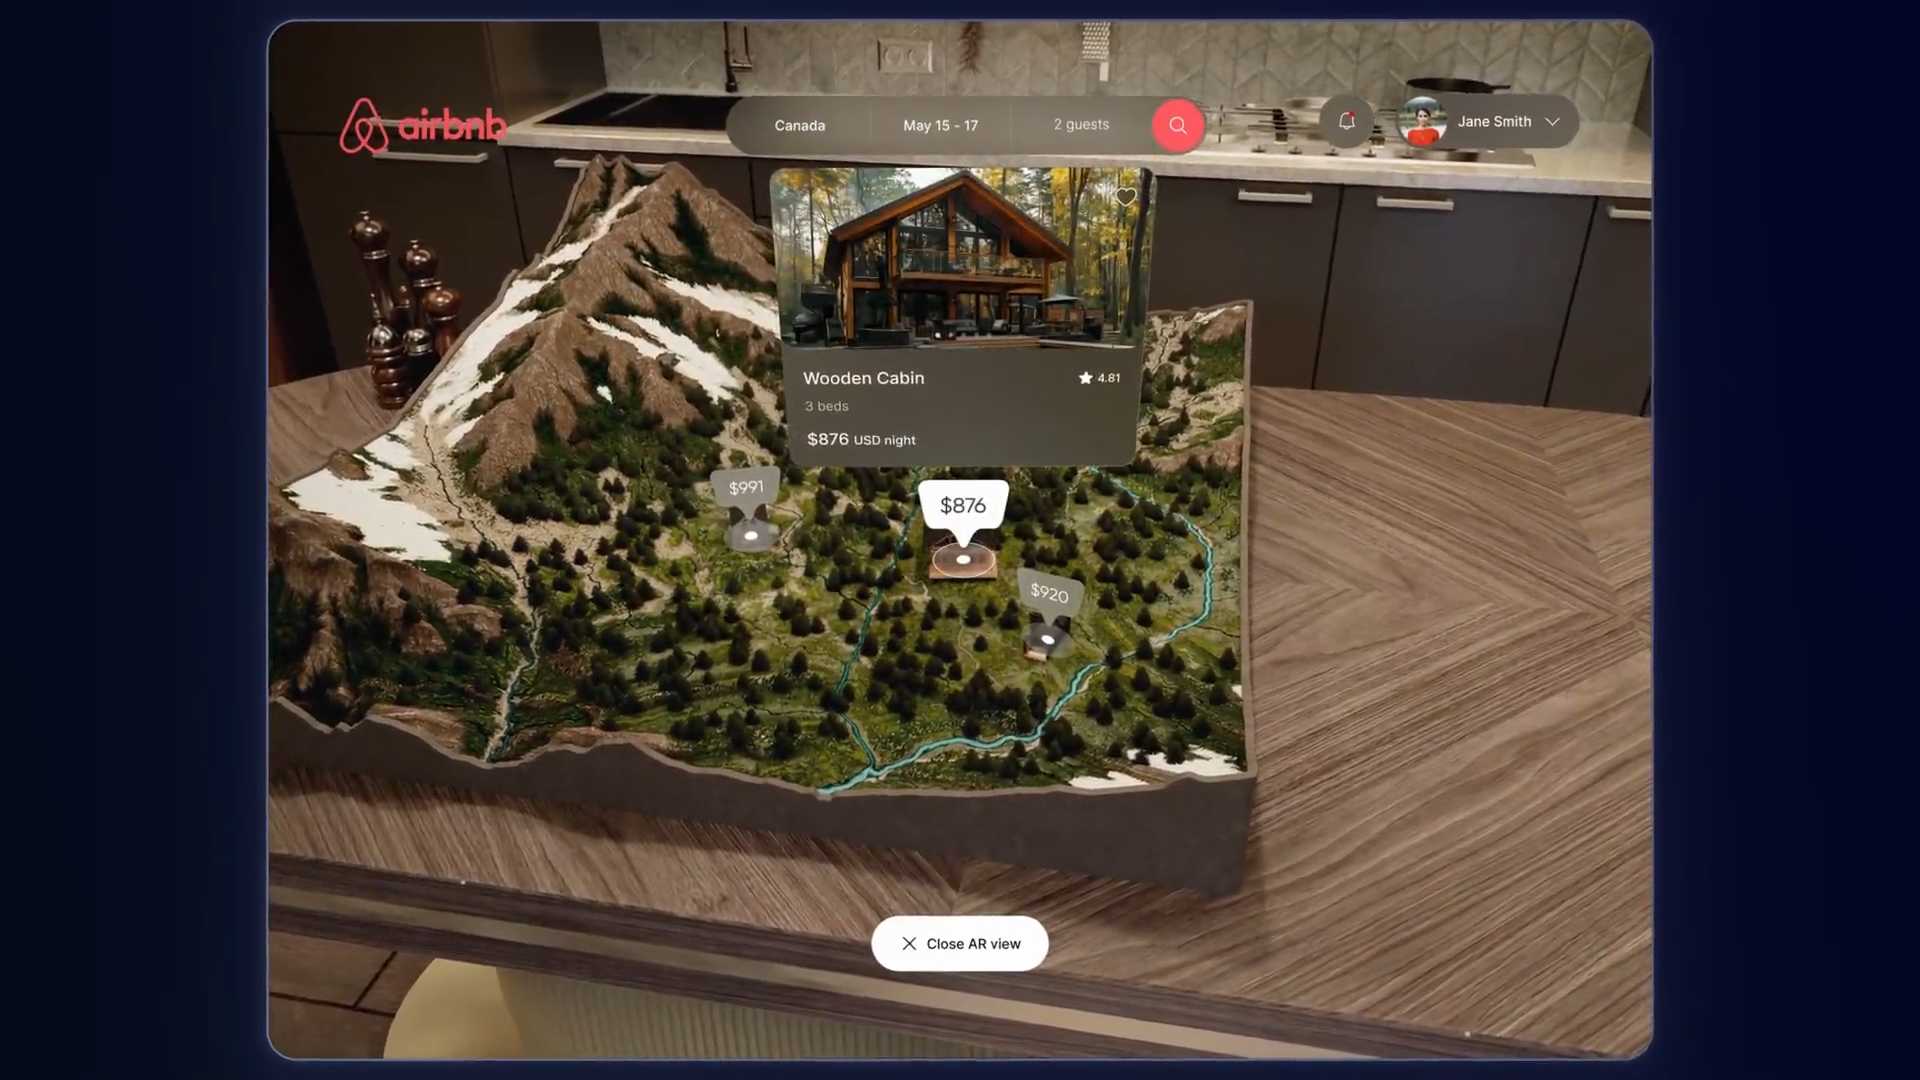 airbnb
Canada
May 15 - 17
2 guests
Jane Smith
Wooden Cabin
4.81
3 beds
$876 USD night
$991
$876
$920
Close AR view